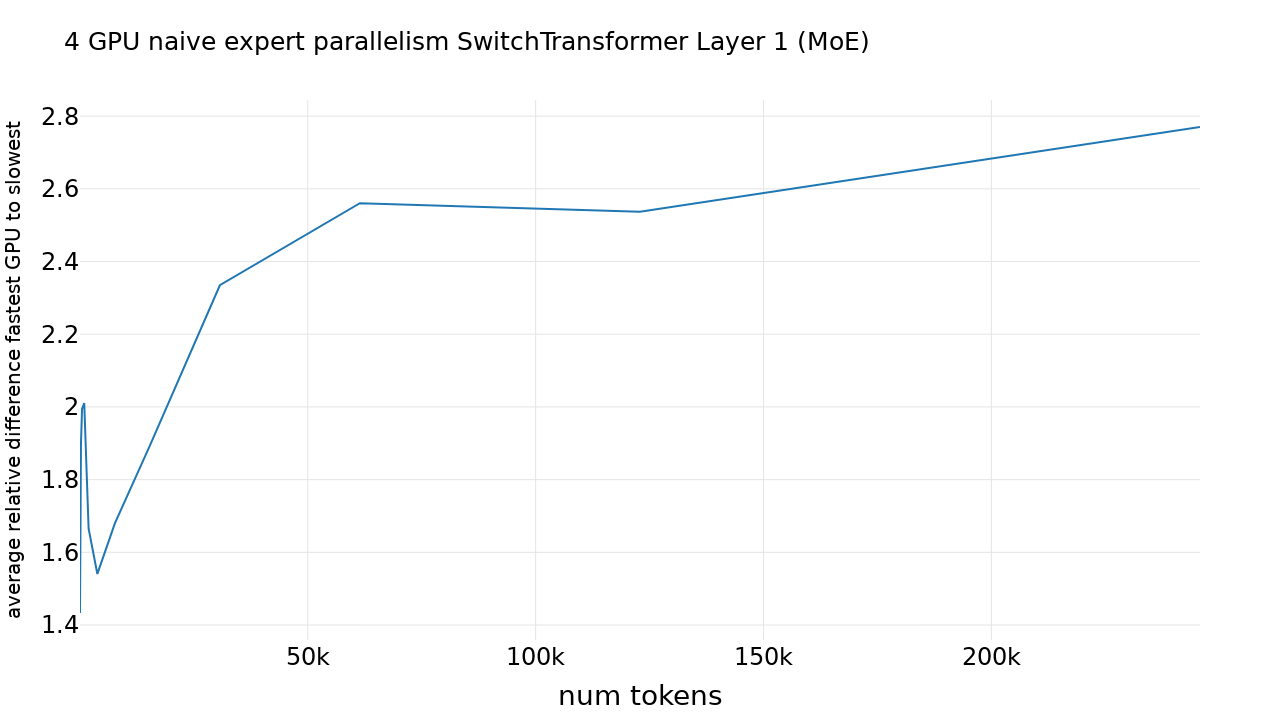 4 GPU naive expert parallelism SwitchTransformer Layer 1 (MoE)
average relative difference fastest GPU to slowest
2.8
2.6
2.4
2.2
2
1.8
1.6
1.4
50k
100k
150k
200k
num tokens